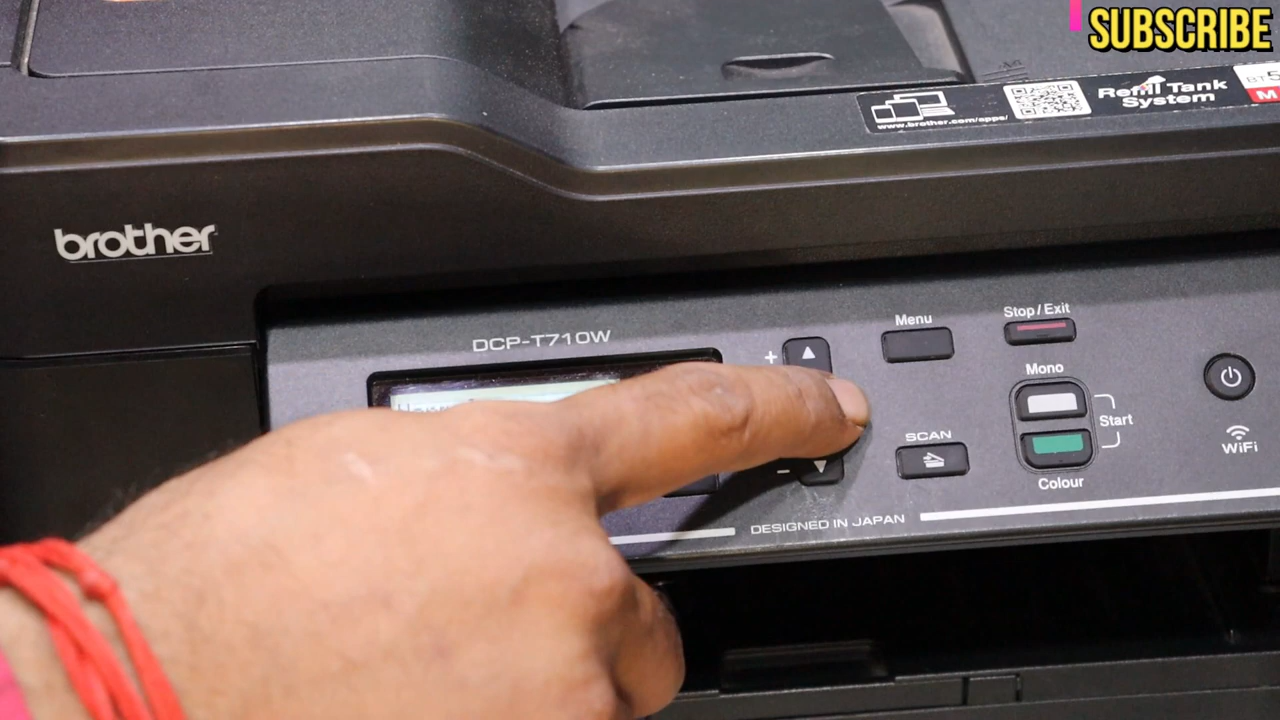 SUBSCRIBE
www.brother.com/apps/
Refill Tank
System
M
brother
DCP-T710W
+
Menu
Stop/Exit
Mono
Start
SCAN
WiFi
Colour
-
DESIGNED IN JAPAN